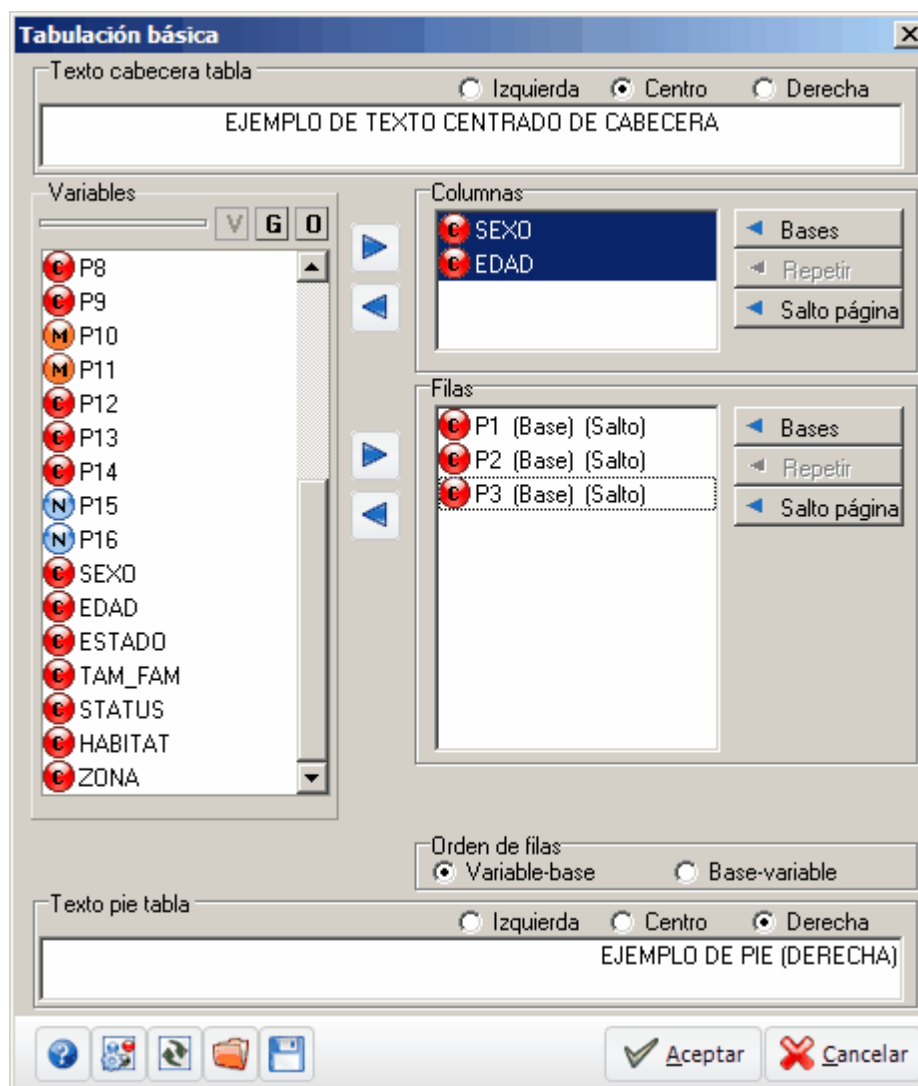 Tabulación básica
Texto cabecera tabla
Izquierda Centro Derecha
EJEMPLO DE TEXTO CENTRADO DE CABECERA
Variables
V G O
C P8
C P9
M P10
M P11
C P12
C P13
C P14
N P15
N P16
C SEXO
C EDAD
C ESTADO
C TAM_FAM
C STATUS
C HABITAT
C ZONA
Columnas
C SEXO
C EDAD
Bases
Repetir
Salto página
Filas
C P1 (Base) (Salto)
C P2 (Base) (Salto)
C P3 (Base) (Salto)
Bases
Repetir
Salto página
Orden de filas
Variable-base Base-variable
Texto pie tabla
Izquierda Centro Derecha
EJEMPLO DE PIE (DERECHA)
? Aceptar Cancelar